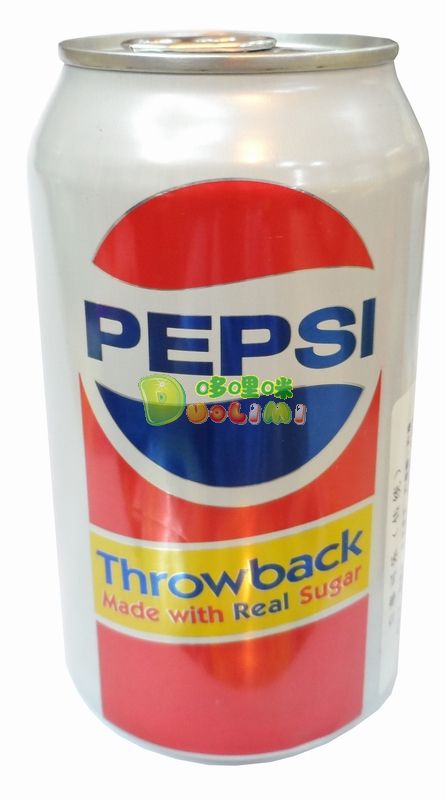 PEPSI
哆哩咪
DUOLIMI
Throwback
Made with Real Sugar